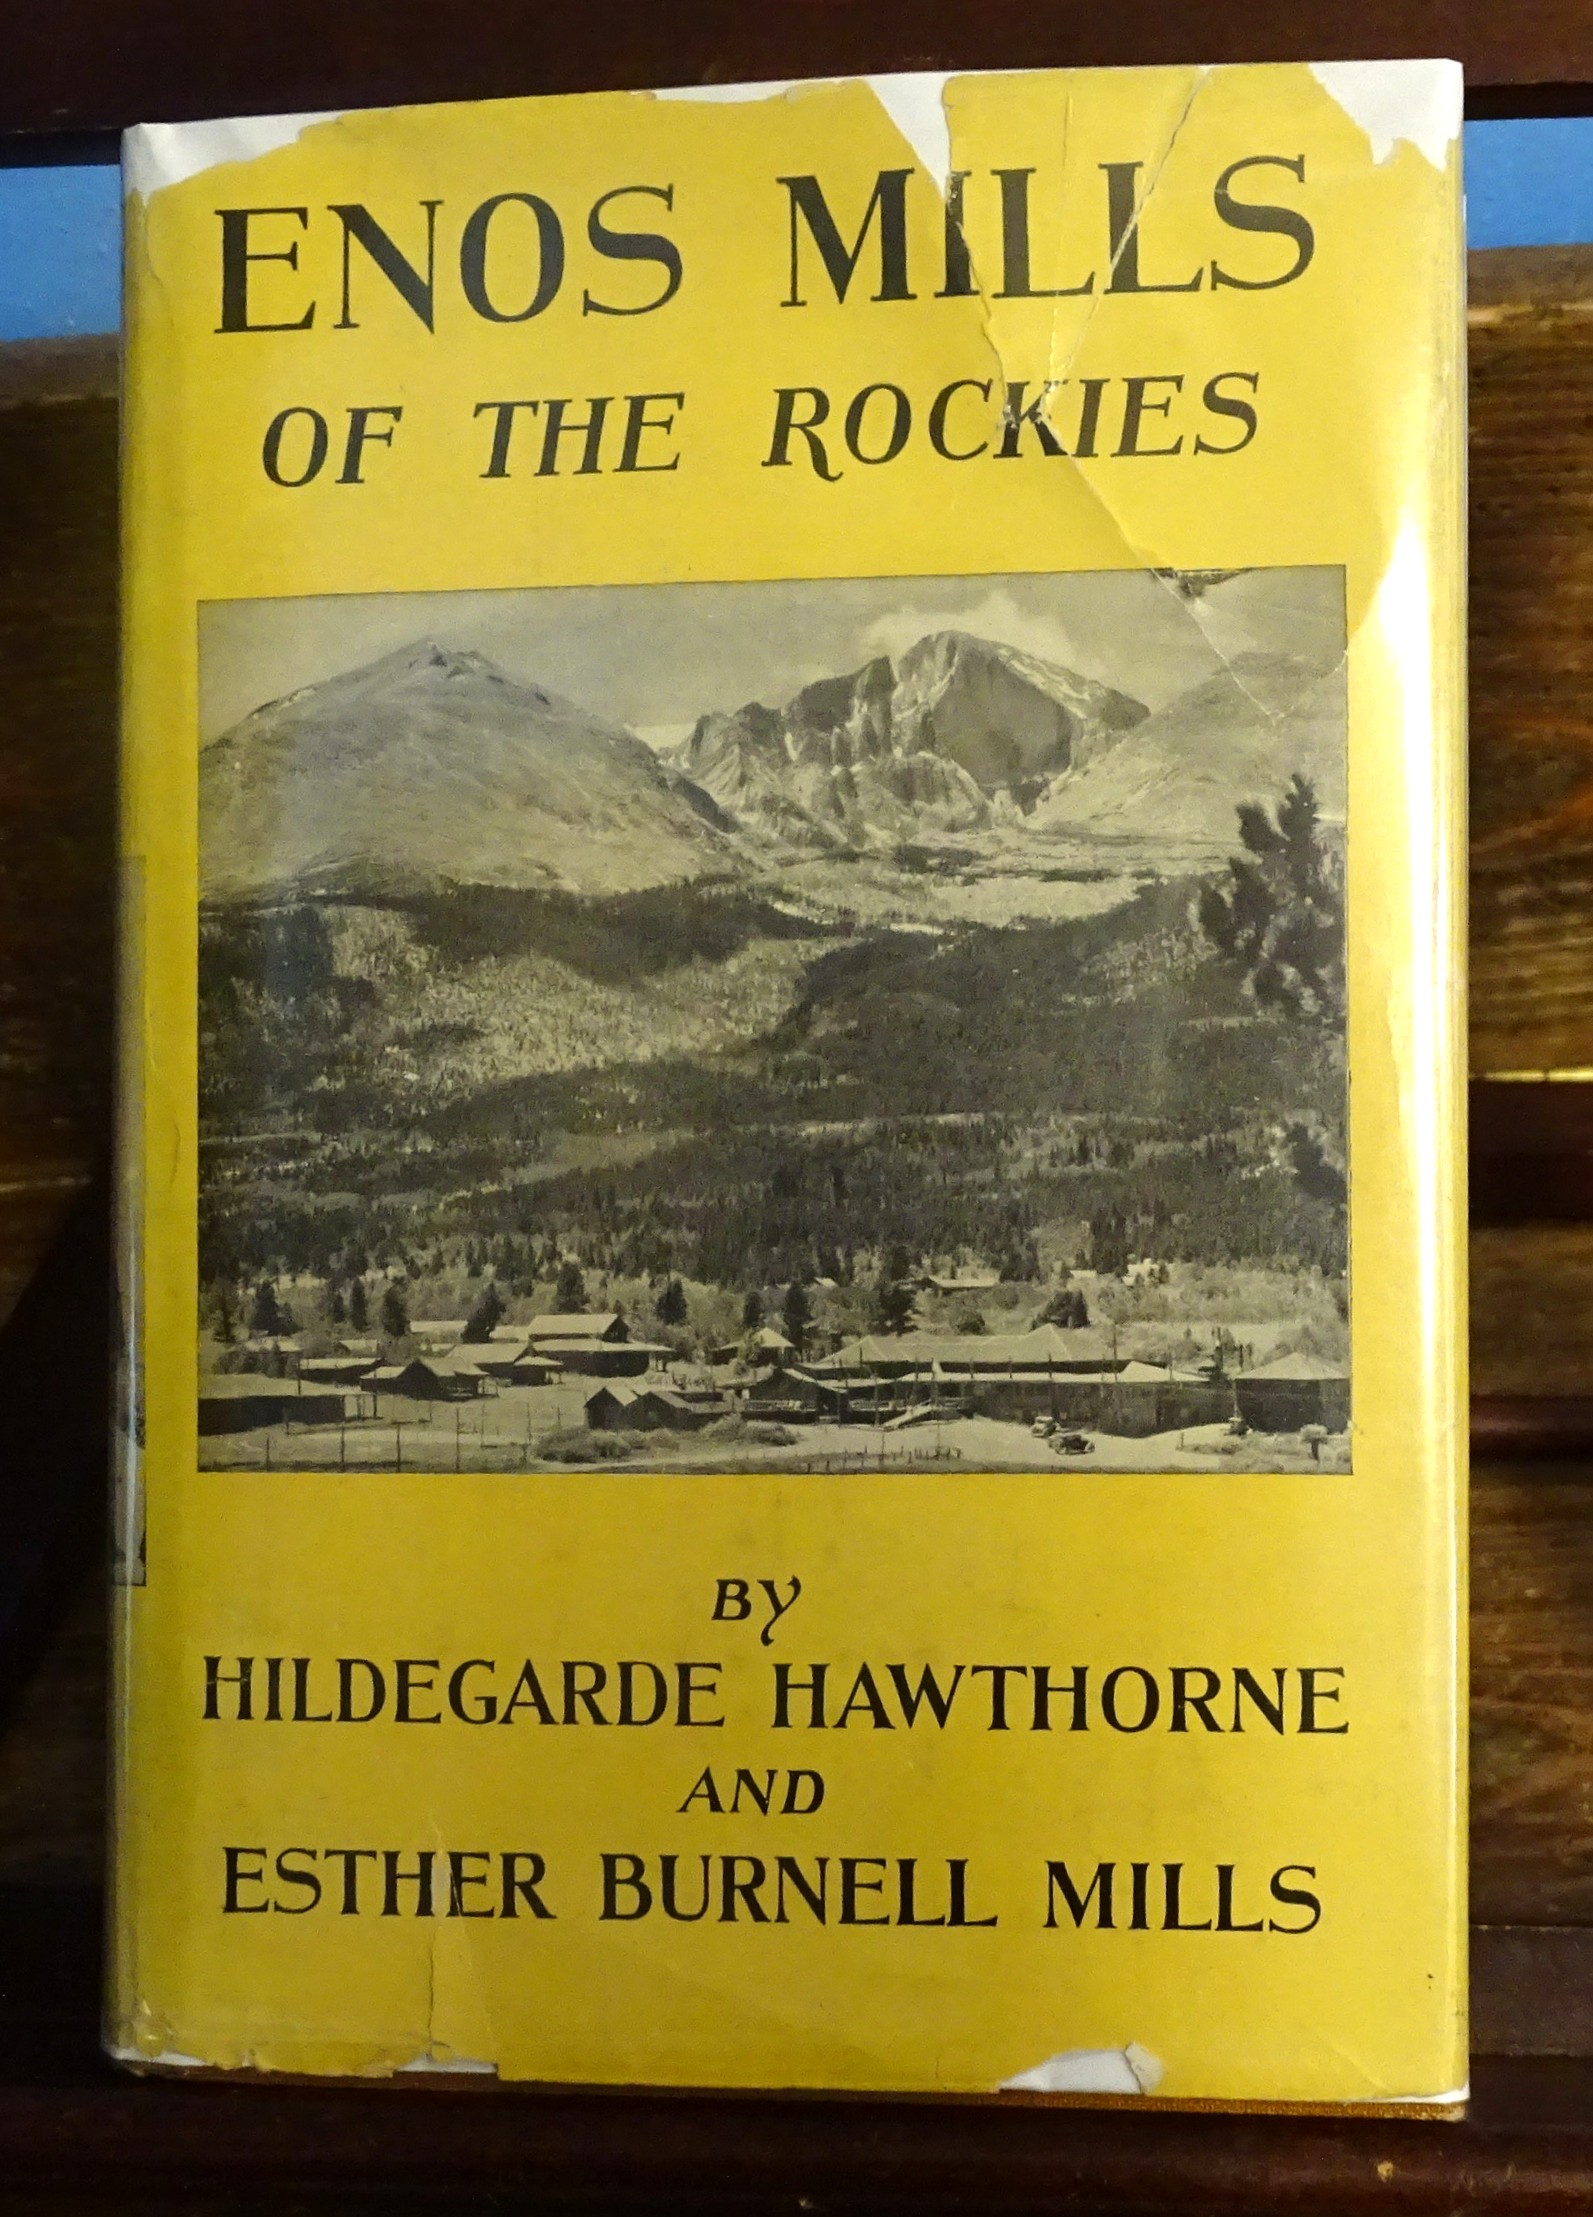 ENOS MILLS
OF THE ROCKIES
BY
HILDEGARDE HAWTHORNE
AND
ESTHER BURNELL MILLS